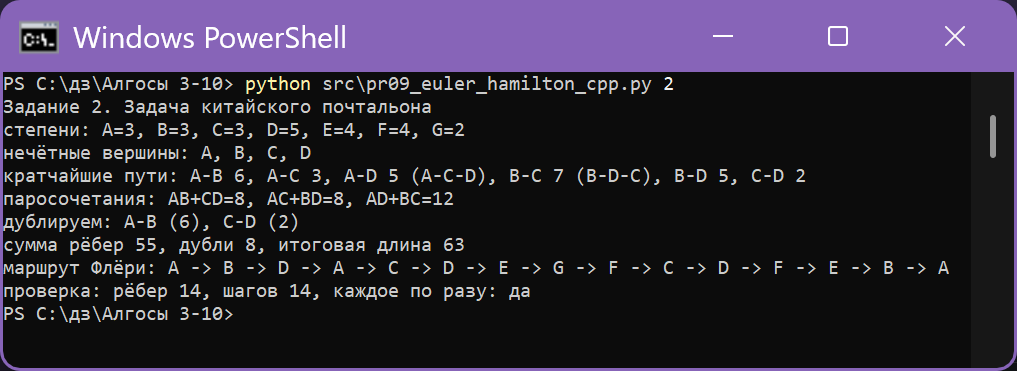 Windows PowerShell
PS C:\дз\Алгосы 3-10> python src\pr09_euler_hamilton_cpp.py 2
Задание 2. Задача китайского почтальона
степени: A=3, B=3, C=3, D=5, E=4, F=4, G=2
нечётные вершины: A, B, C, D
кратчайшие пути: A-B 6, A-C 3, A-D 5 (A-C-D), B-C 7 (B-D-C), B-D 5, C-D 2
паросочетания: AB+CD=8, AC+BD=8, AD+BC=12
дублируем: A-B (6), C-D (2)
сумма рёбер 55, дубли 8, итоговая длина 63
маршрут Флёри: A -> B -> D -> A -> C -> D -> E -> G -> F -> C -> D -> F -> E -> B -> A
проверка: рёбер 14, шагов 14, каждое по разу: да
PS C:\дз\Алгосы 3-10>